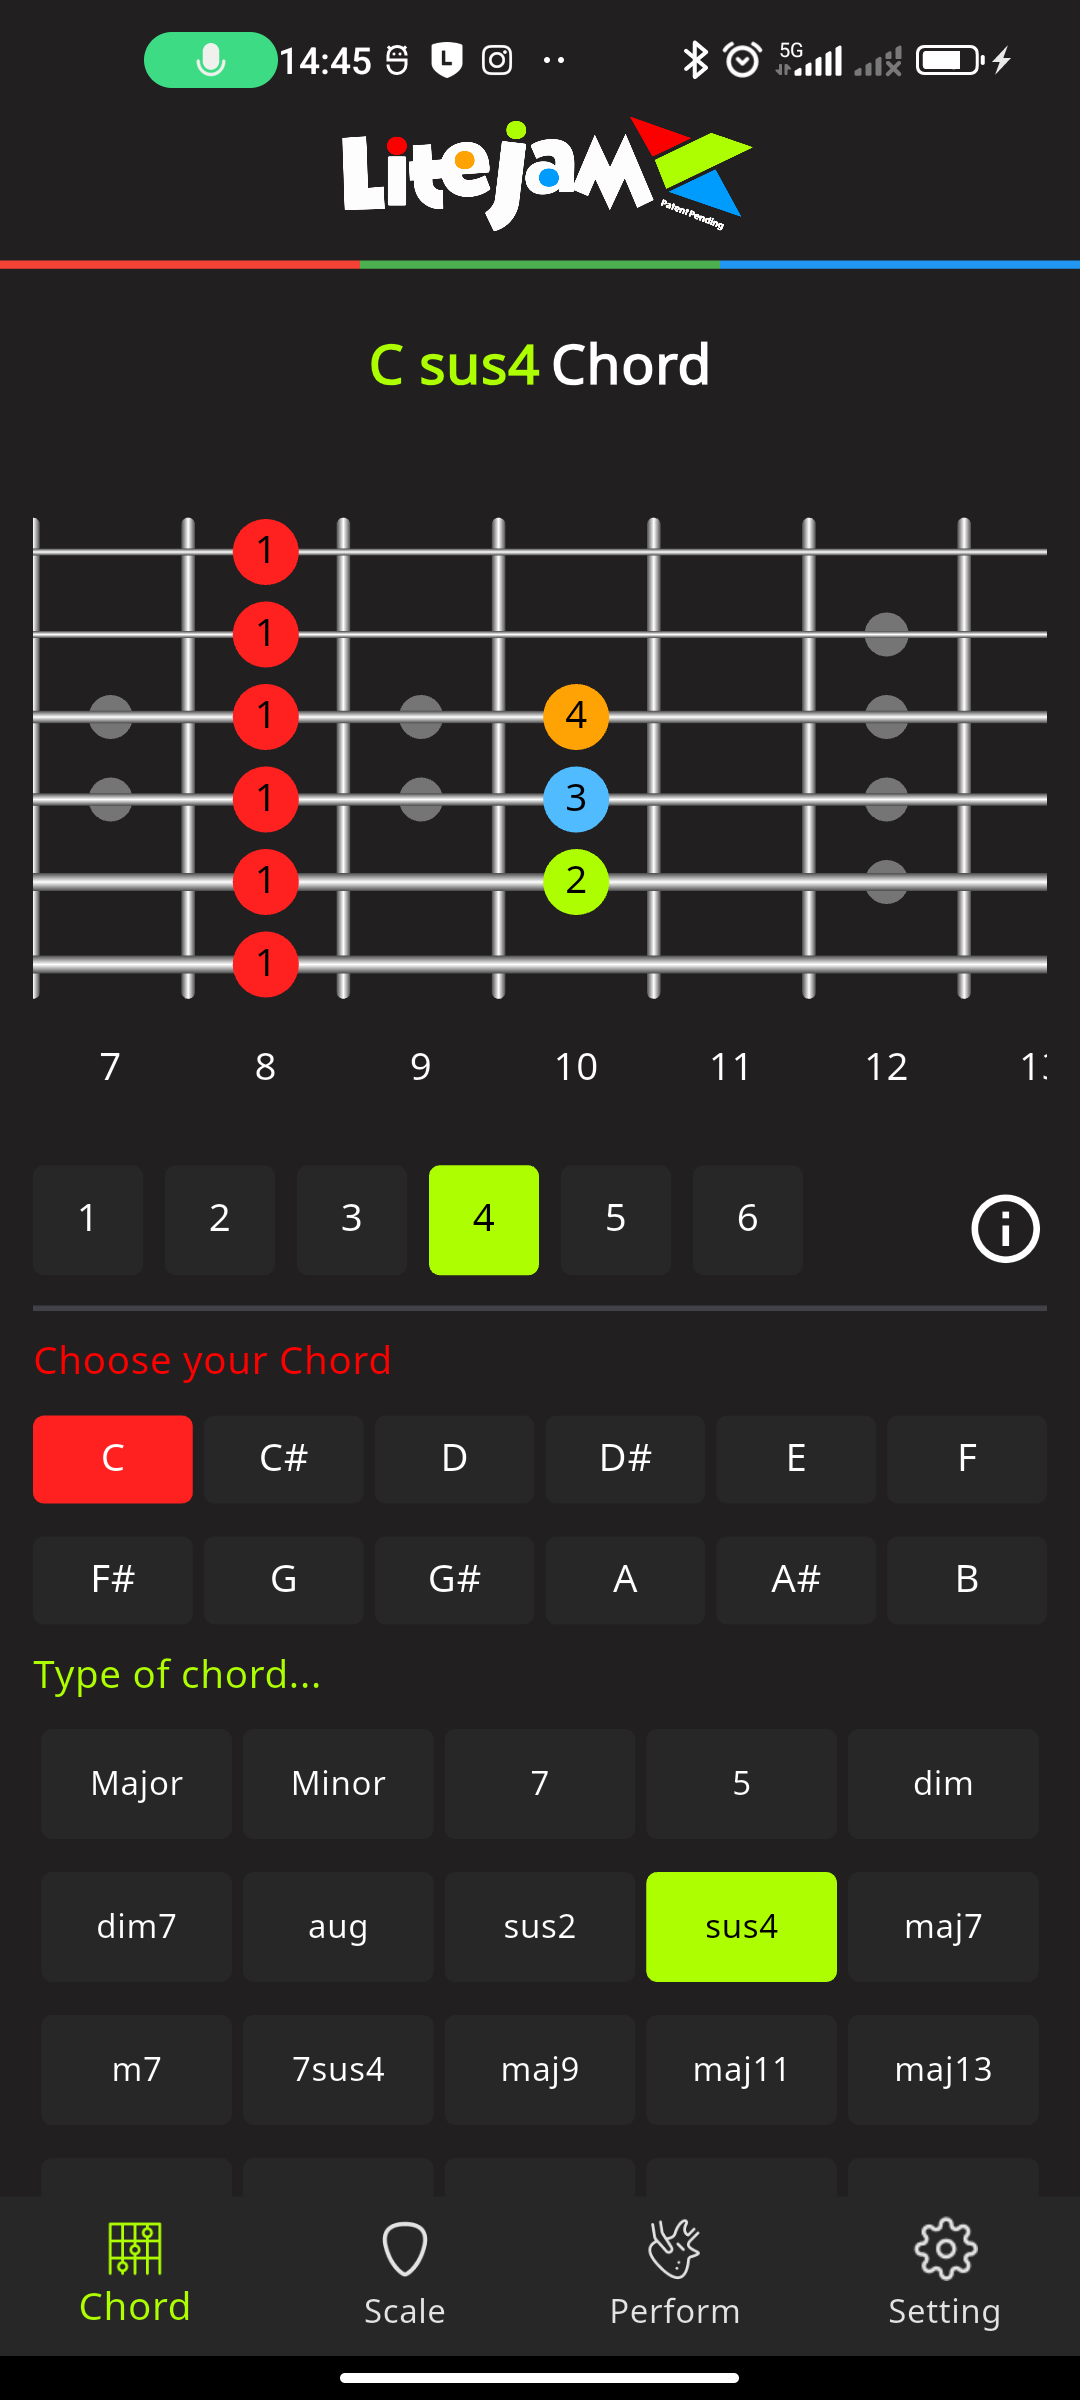 14:45 5G
LiteJam
Patent Pending
C sus4 Chord
1
1
1 4
1 3
1 2
1
7 8 9 10 11 12
1 2 3 4 5 6
Choose your Chord
C C# D D# E F
F# G G# A A# B
Type of chord...
Major Minor 7 5 dim
dim7 aug sus2 sus4 maj7
m7 7sus4 maj9 maj11 maj13
Chord Scale Perform Setting